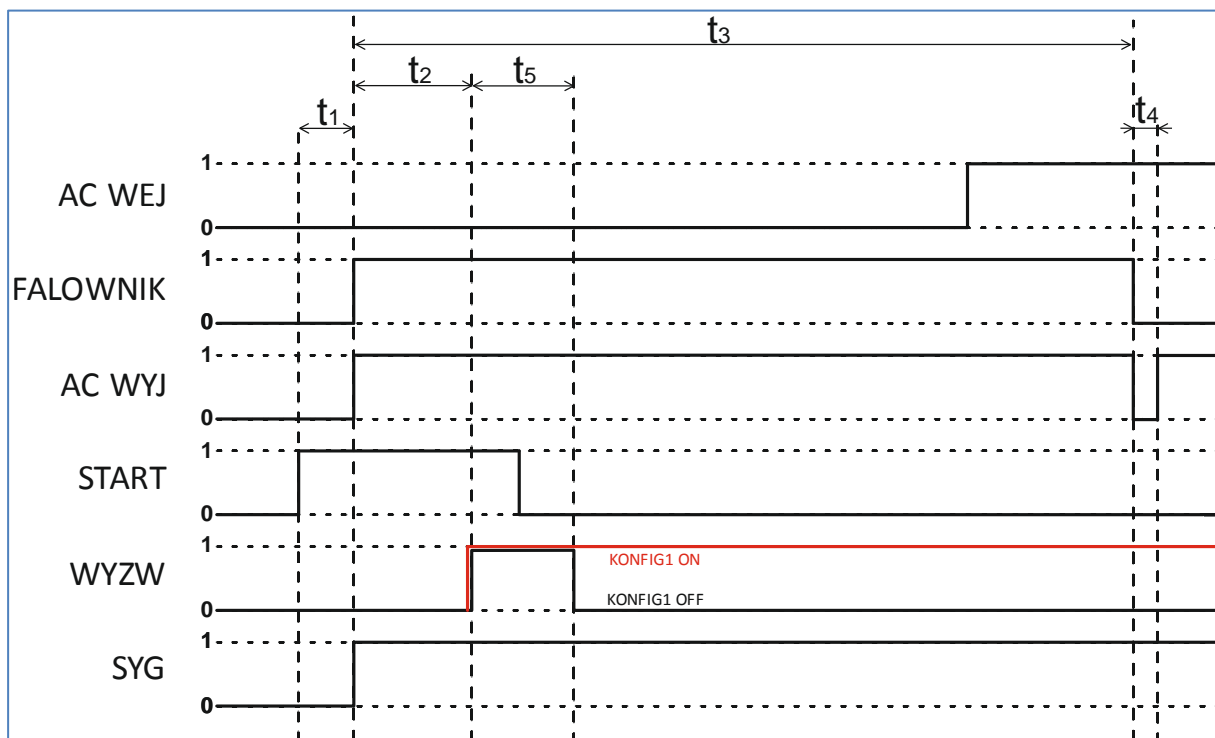 t3
t2
t5
t1
t4
1
AC WEJ
0
1
FALOWNIK
0
1
AC WYJ
0
1
START
0
1
WYZW
KONFIG1 ON
KONFIG1 OFF
0
1
SYG
0